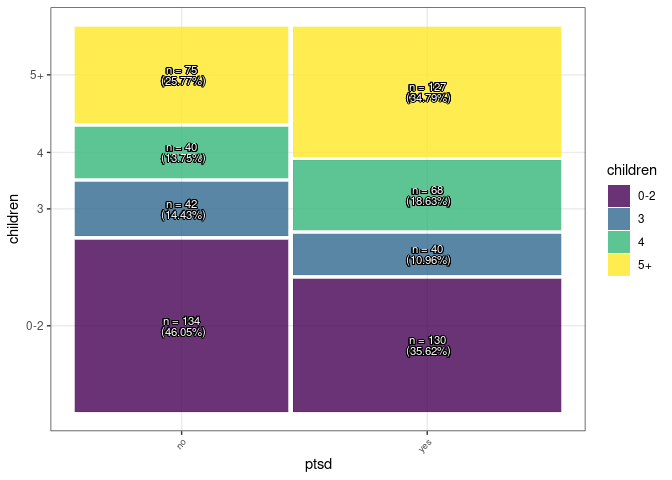 5+
4
3
0-2
children
n = 75
(25.77%)
n = 40
(13.75%)
n = 42
(14.43%)
n = 134
(46.05%)
n = 127
(34.79%)
n = 68
(18.63%)
n = 40
(10.96%)
n = 130
(35.62%)
no
yes
ptsd
children
0-2
3
4
5+